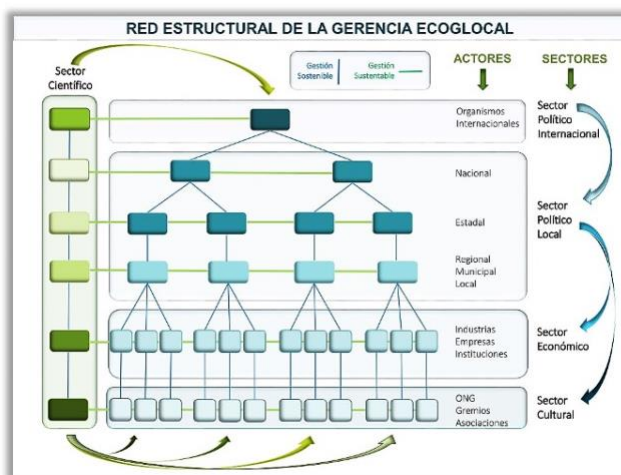 RED ESTRUCTURAL DE LA GERENCIA ECOGLOCAL
Sector
Científico
Gestión
Sostenible
Gestión
Sustentable
ACTORES
SECTORES
Organismos
Internacionales
Sector
Político
Internacional
Nacional
Estadal
Sector
Político
Local
Regional
Municipal
Local
Industrias
Empresas
Instituciones
Sector
Económico
ONG
Gremios
Asociaciones
Sector
Cultural